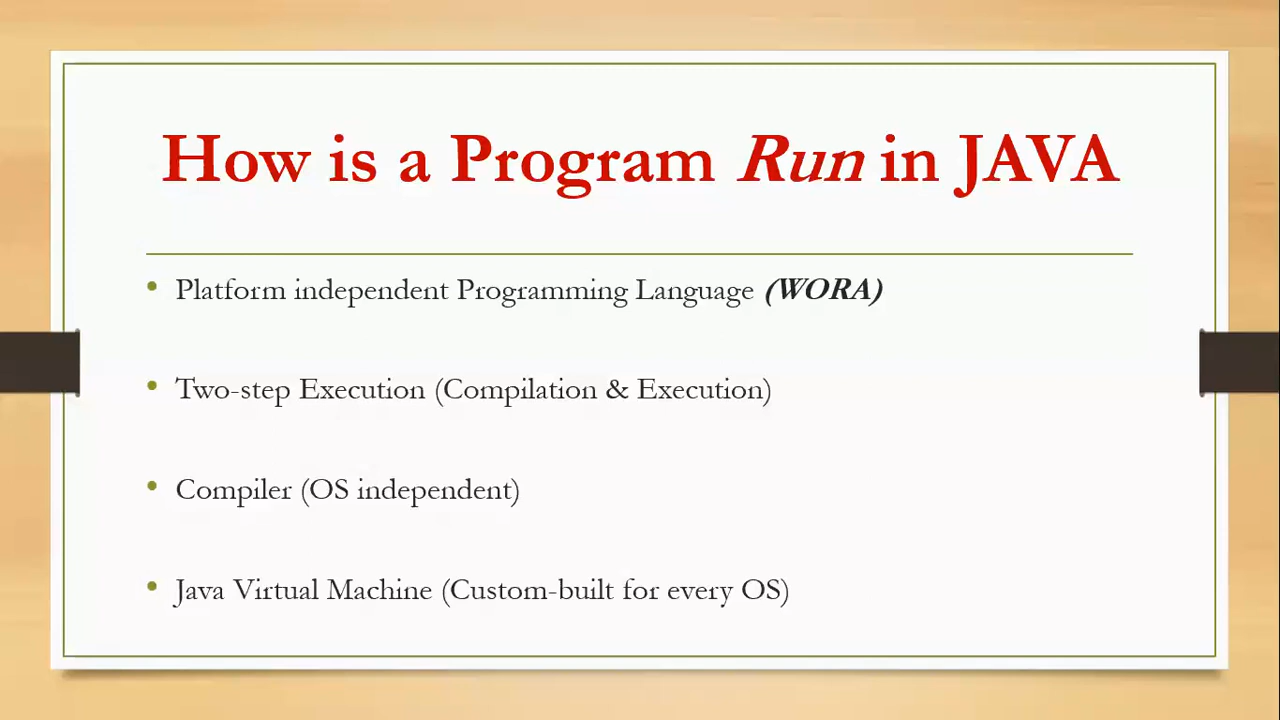 How is a Program Run in JAVA
• Platform independent Programming Language (WORA)
• Two-step Execution (Compilation & Execution)
• Compiler (OS independent)
• Java Virtual Machine (Custom-built for every OS)